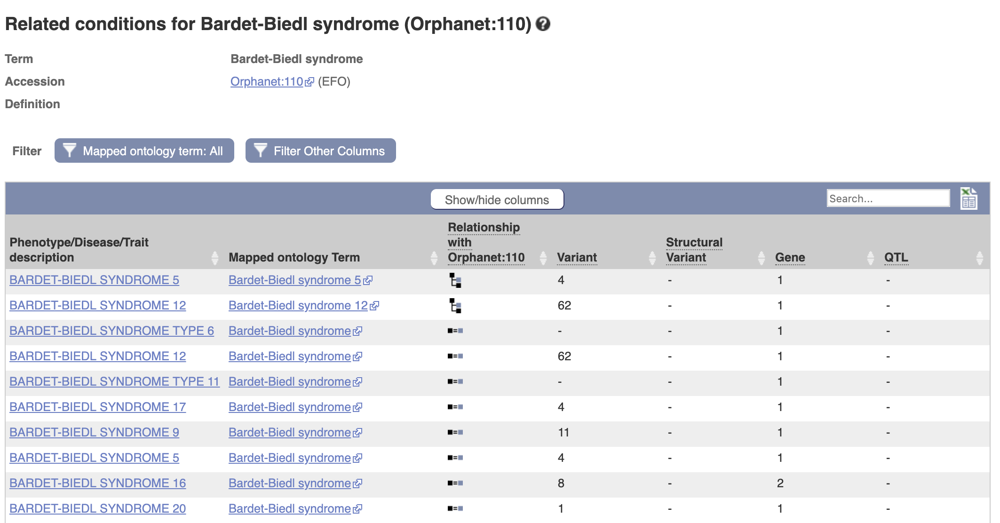 Related conditions for Bardet-Biedl syndrome (Orphanet:110) ?
Term Bardet-Biedl syndrome
Accession Orphanet:110 (EFO)
Definition
Filter Mapped ontology term: All Filter Other Columns
Show/hide columns Search...
Phenotype/Disease/Trait description Mapped ontology Term Relationship with Orphanet:110 Variant Structural Variant Gene QTL
BARDET-BIEDL SYNDROME 5 Bardet-Biedl syndrome 5 4 - 1 -
BARDET-BIEDL SYNDROME 12 Bardet-Biedl syndrome 12 62 - 1 -
BARDET-BIEDL SYNDROME TYPE 6 Bardet-Biedl syndrome - - 1 -
BARDET-BIEDL SYNDROME 12 Bardet-Biedl syndrome 62 - 1 -
BARDET-BIEDL SYNDROME TYPE 11 Bardet-Biedl syndrome - - 1 -
BARDET-BIEDL SYNDROME 17 Bardet-Biedl syndrome 4 - 1 -
BARDET-BIEDL SYNDROME 9 Bardet-Biedl syndrome 11 - 1 -
BARDET-BIEDL SYNDROME 5 Bardet-Biedl syndrome 4 - 1 -
BARDET-BIEDL SYNDROME 16 Bardet-Biedl syndrome 8 - 2 -
BARDET-BIEDL SYNDROME 20 Bardet-Biedl syndrome 1 - 1 -